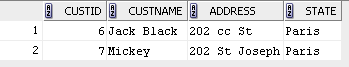 CUSTID CUSTNAME ADDRESS STATE
1 6 Jack Black 202 cc St Paris
2 7 Mickey 202 St Joseph Paris